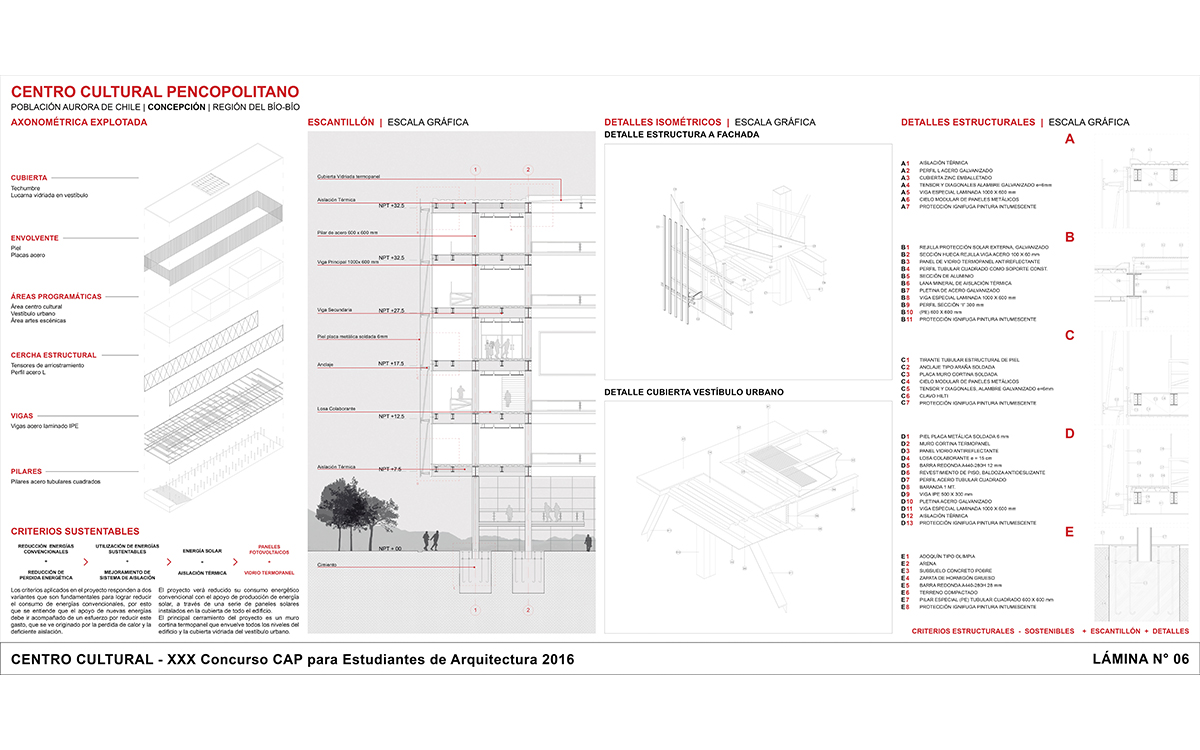 CENTRO CULTURAL PENCOPOLITANO
POBLACIÓN AURORA DE CHILE | CONCEPCIÓN | REGIÓN DEL BÍO-BÍO
AXONOMÉTRICA EXPLOTADA
CUBIERTA
Techumbre
Lucarna vidriada en vestíbulo
ENVOLVENTE
Piel
Placas acero
ÁREAS PROGRAMÁTICAS
Área centro cultural
Vestíbulo urbano
Área artes escénicas
CERCHA ESTRUCTURAL
Tensores de arriostramiento
Perfil acero L
VIGAS
Vigas acero laminado IPE
PILARES
Pilares acero tubulares cuadrados
CRITERIOS SUSTENTABLES
REDUCCIÓN ENERGÍAS
CONVENCIONALES
+
REDUCCIÓN DE
PERDIDA ENERGÉTICA
>
UTILIZACIÓN DE ENERGÍAS
SUSTENTABLES
+
MEJORAMIENTO DE
SISTEMA DE AISLACIÓN
>
ENERGÍA SOLAR
+
AISLACIÓN TÉRMICA
>
PANELES
FOTOVOLTAICOS
+
VIDRIO TERMOPANEL
Los criterios aplicados en el proyecto responden a dos
variantes que son fundamentales para lograr reducir
el consumo de energías convencionales, por esto
que se entiende que el apoyo de nuevas energías
debe ir acompañado de un esfuerzo por reducir este
gasto, que se ve originado por la perdida de calor y la
deficiente aislación.
El proyecto verá reducido su consumo energético
convencional con el apoyo de producción de energía
solar, a través de una serie de paneles solares
instalados en la cubierta de todo el edificio.
El principal cerramiento del proyecto es un muro
cortina termopanel que envuelve todos los niveles del
edificio y la cubierta vidriada del vestíbulo urbano.
ESCANTILLÓN | ESCALA GRÁFICA
1 2
Cubierta Vidriada termopanel
Aislación Térmica
NPT +32.5
Pilar de acero 600 x 600 mm
NPT +32.5
Viga Principal 1000x 600 mm
Viga Secundaria
NPT +27.5
Piel placa metálica soldada 6mm
Anclaje
NPT +17.5
Losa Colaborante
NPT +12.5
Aislación Térmica
NPT +7.5
NPT + 00
Cimiento
1 2
DETALLES ISOMÉTRICOS | ESCALA GRÁFICA
DETALLE ESTRUCTURA A FACHADA
DETALLE CUBIERTA VESTÍBULO URBANO
DETALLES ESTRUCTURALES | ESCALA GRÁFICA
A
A1 AISLACIÓN TÉRMICA
A2 PERFIL L ACERO GALVANIZADO
A3 CUBIERTA ZINC EMBALLETADO
A4 TENSOR Y DIAGONALES ALAMBRE GALVANIZADO e=6mm
A5 VIGA ESPECIAL LAMINADA 1000 X 600 mm
A6 CIELO MODULAR DE PANELES METÁLICOS
A7 PROTECCIÓN IGNIFUGA PINTURA INTUMESCENTE
B
B1 REJILLA PROTECCIÓN SOLAR EXTERNA, GALVANIZADO
B2 SECCIÓN HUECA REJILLA VIGA ACERO 100 X 60 mm
B3 PANEL DE VIDRIO TERMOPANEL ANTIREFLECTANTE
B4 PERFIL TUBULAR CUADRADO COMO SOPORTE CONST.
B5 SECCIÓN DE ALUMINIO
B6 LANA MINERAL DE AISLACIÓN TÉRMICA
B7 PLETINA DE ACERO GALVANIZADO
B8 VIGA ESPECIAL LAMINADA 1000 X 600 mm
B9 PERFIL SECCIÓN 'I' 300 mm
B10 (PE) 600 X 600 mm
B11 PROTECCIÓN IGNIFUGA PINTURA INTUMESCENTE
C
C1 TIRANTE TUBULAR ESTRUCTURAL DE PIEL
C2 ANCLAJE TIPO ARAÑA SOLDADA
C3 PLACA MURO CORTINA SOLDADA
C4 CIELO MODULAR DE PANELES METÁLICOS
C5 TENSOR Y DIAGONALES, ALAMBRE GALVANIZADO e=6mm
C6 CLAVO HILTI
C7 PROTECCIÓN IGNIFUGA PINTURA INTUMESCENTE
D
D1 PIEL PLACA METÁLICA SOLDADA 6 mm
D2 MURO CORTINA TERMOPANEL
D3 PANEL VIDRIO ANTIREFLECTANTE
D4 LOSA COLABORANTE e = 15 cm
D5 BARRA REDONDA A440-280H 12 mm
D6 REVESTIMIENTO DE PISO, BALDOZA ANTIDESLIZANTE
D7 PERFIL ACERO TUBULAR CUADRADO
D8 BARANDA 1 MT.
D9 VIGA IPE 500 X 300 mm
D10 PLETINA ACERO GALVANIZADO
D11 VIGA ESPECIAL LAMINADA 1000 X 600 mm
D12 AISLACIÓN TÉRMICA
D13 PROTECCIÓN IGNIFUGA PINTURA INTUMESCENTE
E
E1 ADOQUÍN TIPO OLIMPIA
E2 ARENA
E3 SUBSUELO CONCRETO POBRE
E4 ZAPATA DE HORMIGÓN GRUESO
E5 BARRA REDONDA A440-280H 28 mm
E6 TERRENO COMPACTADO
E7 PILAR ESPECIAL (PE) TUBULAR CUADRADO 600 X 600 mm
E8 PROTECCIÓN IGNIFUGA PINTURA INTUMESCENTE
CRITERIOS ESTRUCTURALES - SOSTENIBLES + ESCANTILLÓN + DETALLES
CENTRO CULTURAL - XXX Concurso CAP para Estudiantes de Arquitectura 2016
LÁMINA N° 06